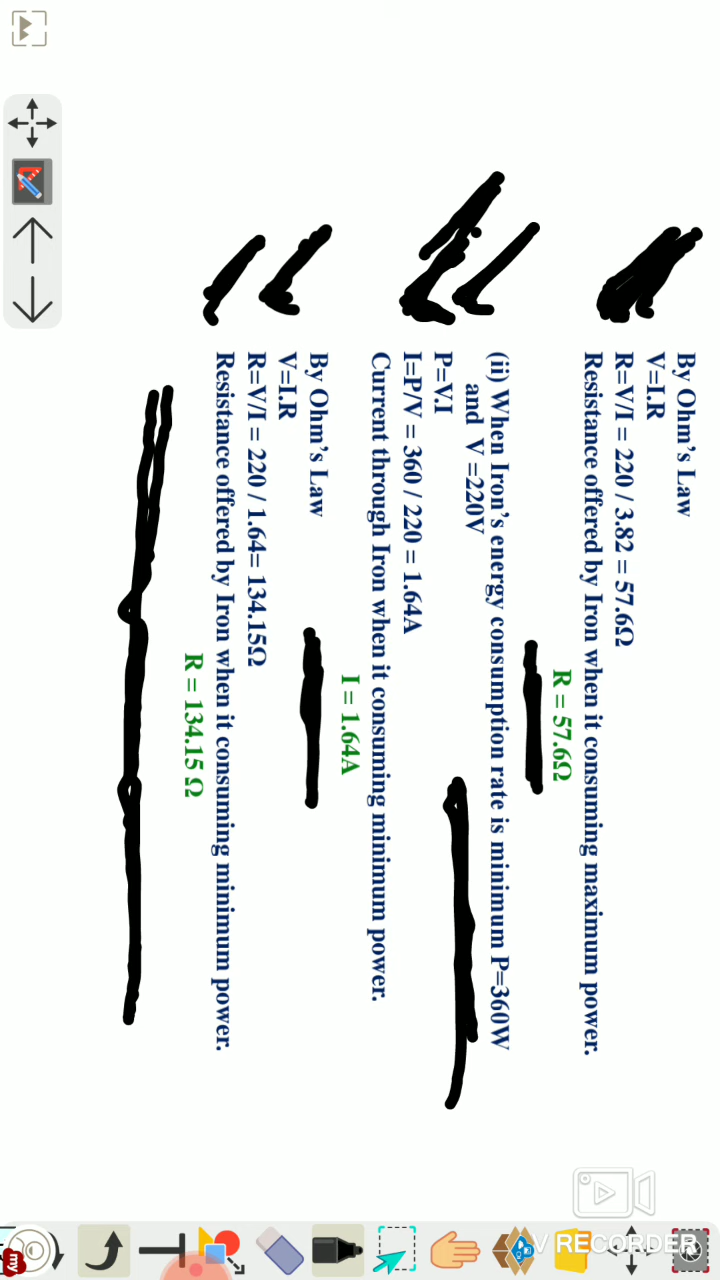 By Ohm's Law
V=I.R
R=V/I = 220 / 3.82 = 57.6Ω
Resistance offered by Iron when it consuming maximum power.
R = 57.6Ω
(ii) When Iron's energy consumption rate is minimum P=360W
and V =220V
P=V.I
I=P/V = 360 / 220 = 1.64A
Current through Iron when it consuming minimum power.
I = 1.64A
By Ohm's Law
V=I.R
R=V/I = 220 / 1.64= 134.15Ω
Resistance offered by Iron when it consuming minimum power.
R = 134.15 Ω
V RECORDER
my